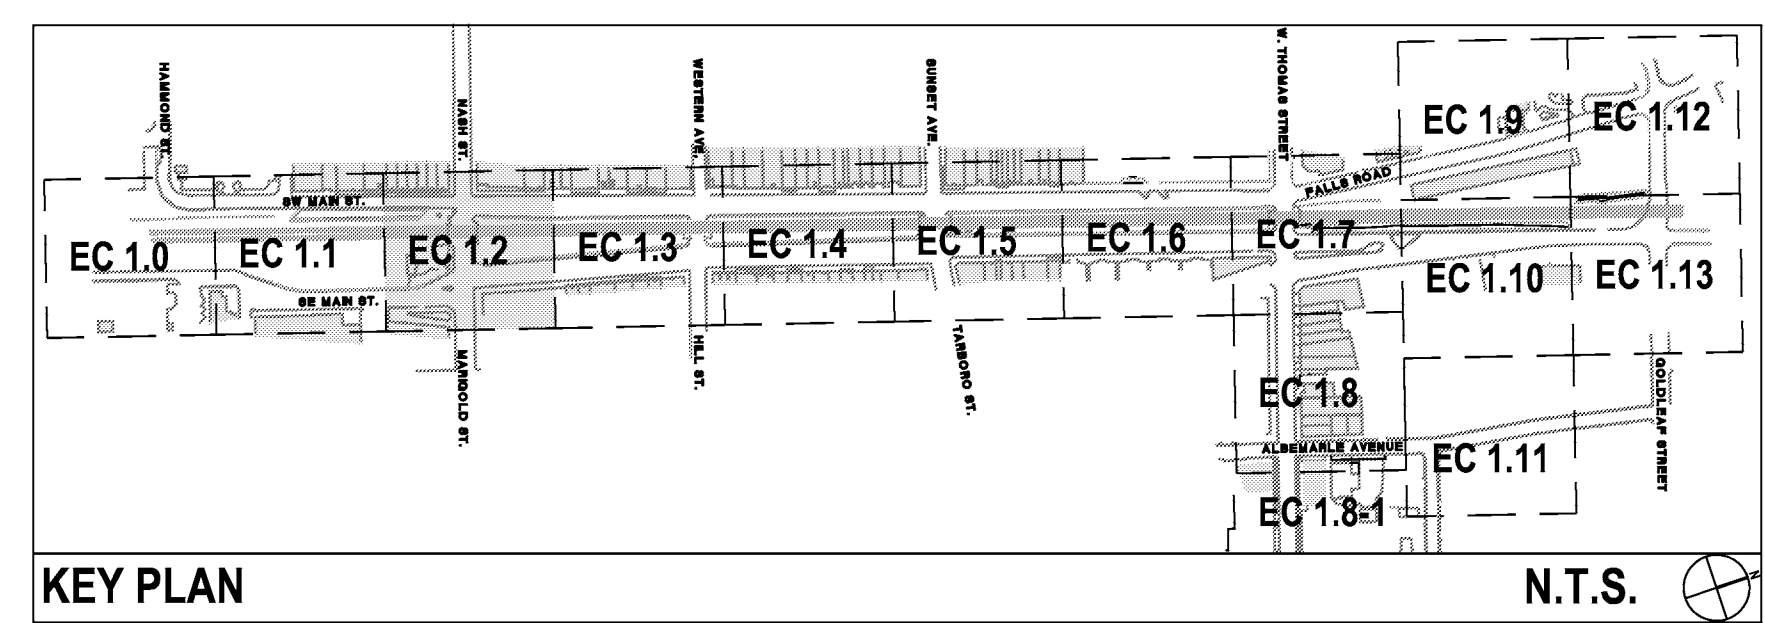 HAMMOND ST.
NASH ST.
WESTERN AVE.
SUNSET AVE.
W. THOMAS STREET
EC 1.9
EC 1.12
FALLS ROAD
SW MAIN ST.
EC 1.0
EC 1.1
EC 1.2
EC 1.3
EC 1.4
EC 1.5
EC 1.6
EC 1.7
EC 1.10
EC 1.13
SE MAIN ST.
MARIGOLD ST.
HILL ST.
TARBORO ST.
EC 1.8
GOLDLEAF STREET
ALBEMARLE AVENUE
EC 1.11
EC 1.8-1
KEY PLAN
N.T.S.
N